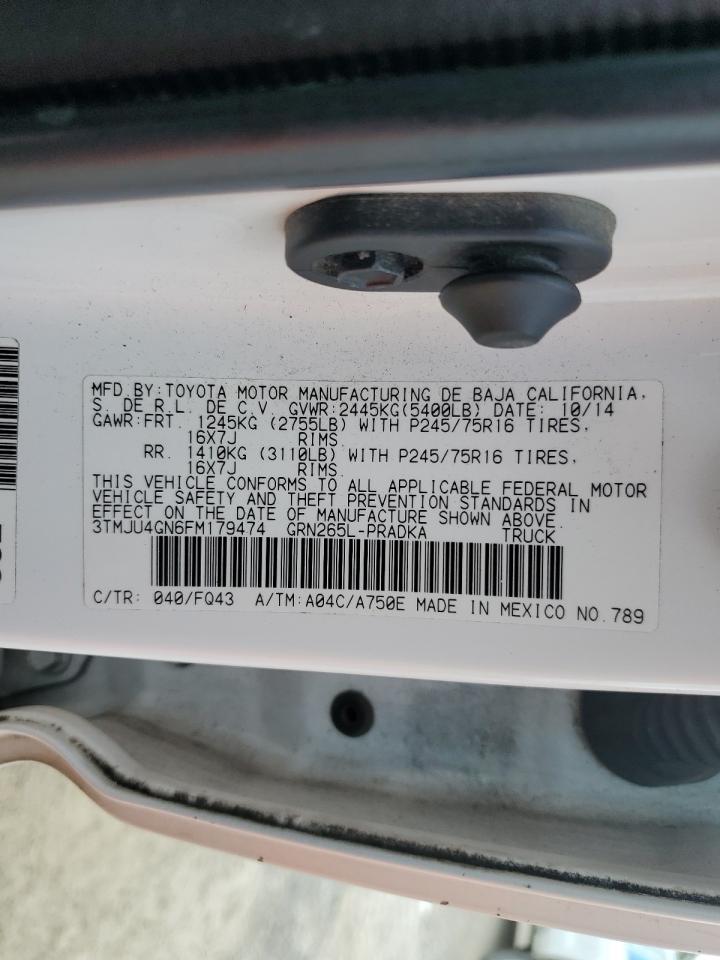 MFD. BY: TOYOTA MOTOR MANUFACTURING DE BAJA CALIFORNIA,
S. DE R.L. DE C.V. GVWR:2445KG(5400LB) DATE: 10/14
GAWR:FRT. 1245KG (2755LB) WITH P245/75R16 TIRES,
16X7J RIMS.
RR. 1410KG (3110LB) WITH P245/75R16 TIRES,
16X7J RIMS.
THIS VEHICLE CONFORMS TO ALL APPLICABLE FEDERAL MOTOR
VEHICLE SAFETY AND THEFT PREVENTION STANDARDS IN
EFFECT ON THE DATE OF MANUFACTURE SHOWN ABOVE.
3TMJU4GN6FM179474 GRN265L-PRADKA TRUCK
C/TR: 040/FQ43 A/TM:A04C/A750E MADE IN MEXICO NO.789